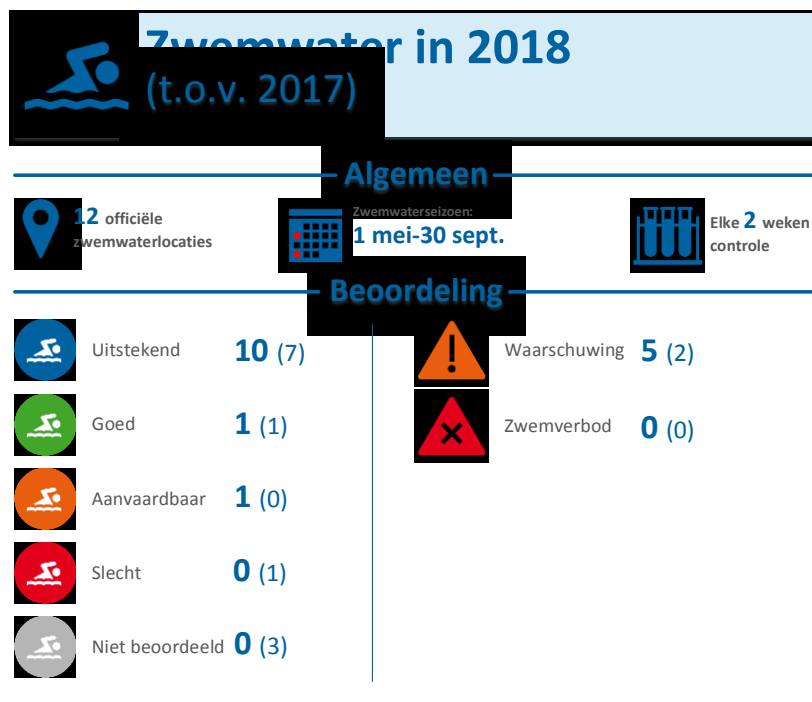 Zwemwater in 2018
(t.o.v. 2017)
Algemeen
12 officiële
zwemwaterlocaties
Zwemwaterseizoen:
1 mei-30 sept.
Elke 2 weken
controle
Beoordeling
Uitstekend 10 (7)
Goed 1 (1)
Aanvaardbaar 1 (0)
Slecht 0 (1)
Niet beoordeeld 0 (3)
Waarschuwing 5 (2)
Zwemverbod 0 (0)